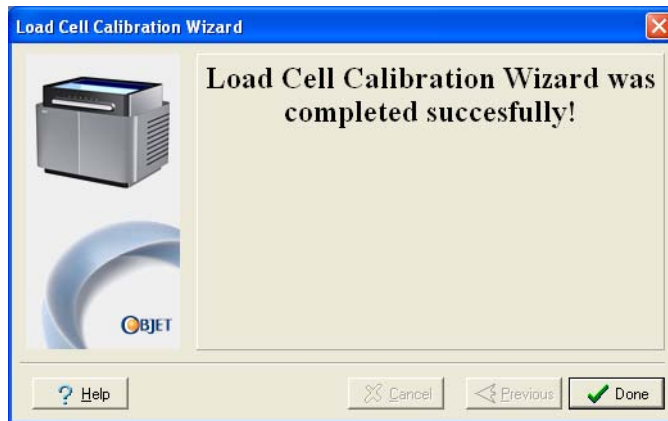 Load Cell Calibration Wizard
Load Cell Calibration Wizard was
completed succesfully!
OBJET
Help
Cancel
Previous
Done